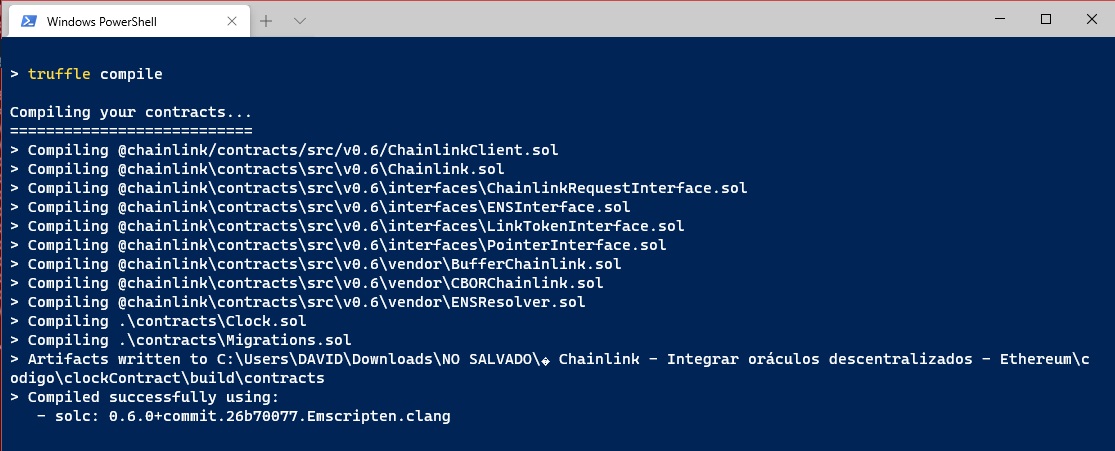 Windows PowerShell
> truffle compile
Compiling your contracts...
===========================
> Compiling @chainlink/contracts/src/v0.6/ChainlinkClient.sol
> Compiling @chainlink\contracts\src\v0.6\Chainlink.sol
> Compiling @chainlink\contracts\src\v0.6\interfaces\ChainlinkRequestInterface.sol
> Compiling @chainlink\contracts\src\v0.6\interfaces\ENSInterface.sol
> Compiling @chainlink\contracts\src\v0.6\interfaces\LinkTokenInterface.sol
> Compiling @chainlink\contracts\src\v0.6\interfaces\PointerInterface.sol
> Compiling @chainlink\contracts\src\v0.6\vendor\BufferChainlink.sol
> Compiling @chainlink\contracts\src\v0.6\vendor\CBORChainlink.sol
> Compiling @chainlink\contracts\src\v0.6\vendor\ENSResolver.sol
> Compiling .\contracts\Clock.sol
> Compiling .\contracts\Migrations.sol
> Artifacts written to C:\Users\DAVID\Downloads\NO SALVADO\� Chainlink - Integrar oráculos descentralizados - Ethereum\c
odigo\clockContract\build\contracts
> Compiled successfully using:
   - solc: 0.6.0+commit.26b70077.Emscripten.clang